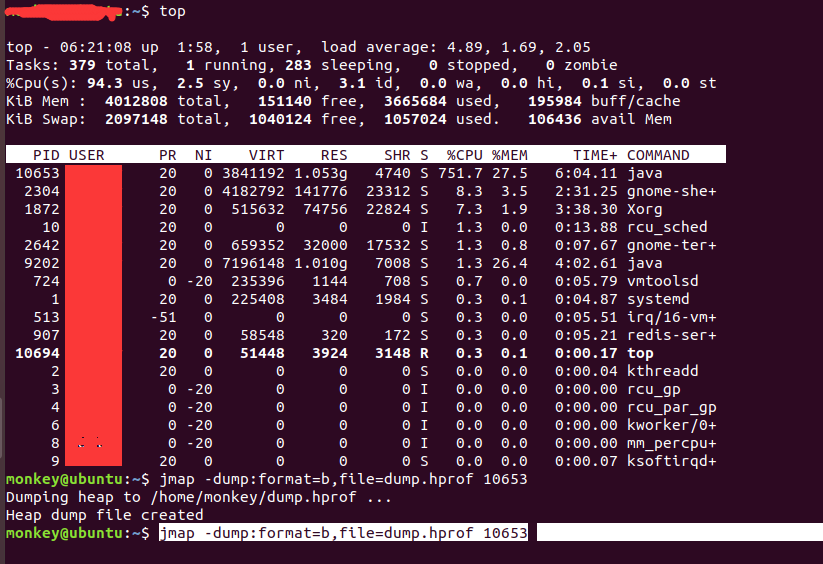 :~$ top
top - 06:21:08 up  1:58,  1 user,  load average: 4.89, 1.69, 2.05
Tasks: 379 total,   1 running, 283 sleeping,   0 stopped,   0 zombie
%Cpu(s): 94.3 us,  2.5 sy,  0.0 ni,  3.1 id,  0.0 wa,  0.0 hi,  0.1 si,  0.0 st
KiB Mem :  4012808 total,   151140 free,  3665684 used,   195984 buff/cache
KiB Swap:  2097148 total,  1040124 free,  1057024 used.   106436 avail Mem
PID USER      PR  NI    VIRT    RES    SHR S  %CPU %MEM     TIME+ COMMAND
10653 20 0 3841192 1.053g 4740 S 751.7 27.5 6:04.11 java
2304 20 0 4182792 141776 23312 S 8.3 3.5 2:31.25 gnome-she+
1872 20 0 515632 74756 22824 S 7.3 1.9 3:38.30 Xorg
10 20 0 0 0 0 I 1.3 0.0 0:13.88 rcu_sched
2642 20 0 659352 32000 17532 S 1.3 0.8 0:07.67 gnome-ter+
9202 20 0 7196148 1.010g 7008 S 1.3 26.4 4:02.61 java
724 0 -20 235396 1144 708 S 0.7 0.0 0:05.79 vmtoolsd
1 20 0 225408 3484 1984 S 0.3 0.1 0:04.87 systemd
513 -51 0 0 0 0 S 0.3 0.0 0:05.51 irq/16-vm+
907 20 0 58548 320 172 S 0.3 0.0 0:05.21 redis-ser+
10694 20 0 51448 3924 3148 R 0.3 0.1 0:00.17 top
2 20 0 0 0 0 S 0.0 0.0 0:00.04 kthreadd
3 0 -20 0 0 0 I 0.0 0.0 0:00.00 rcu_gp
4 0 -20 0 0 0 I 0.0 0.0 0:00.00 rcu_par_gp
6 0 -20 0 0 0 I 0.0 0.0 0:00.00 kworker/0+
8 0 -20 0 0 0 I 0.0 0.0 0:00.00 mm_percpu+
9 20 0 0 0 0 S 0.0 0.0 0:00.07 ksoftirqd+
monkey@ubuntu:~$ jmap -dump:format=b,file=dump.hprof 10653
Dumping heap to /home/monkey/dump.hprof ...
Heap dump file created
monkey@ubuntu:~$ jmap -dump:format=b,file=dump.hprof 10653